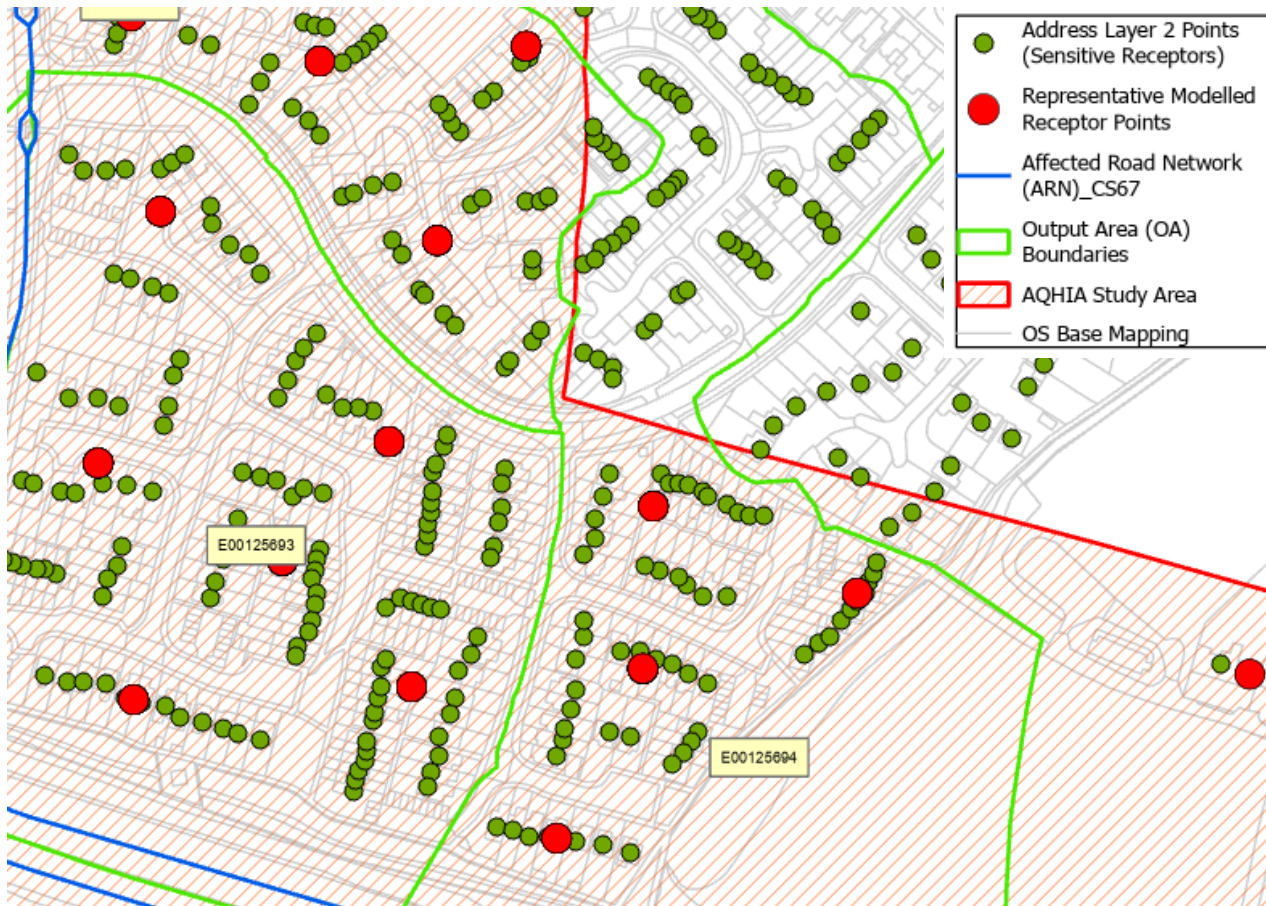 Address Layer 2 Points
(Sensitive Receptors)
Representative Modelled
Receptor Points
Affected Road Network
(ARN)_CS67
Output Area (OA)
Boundaries
AQHIA Study Area
OS Base Mapping
E00125693
E00125694